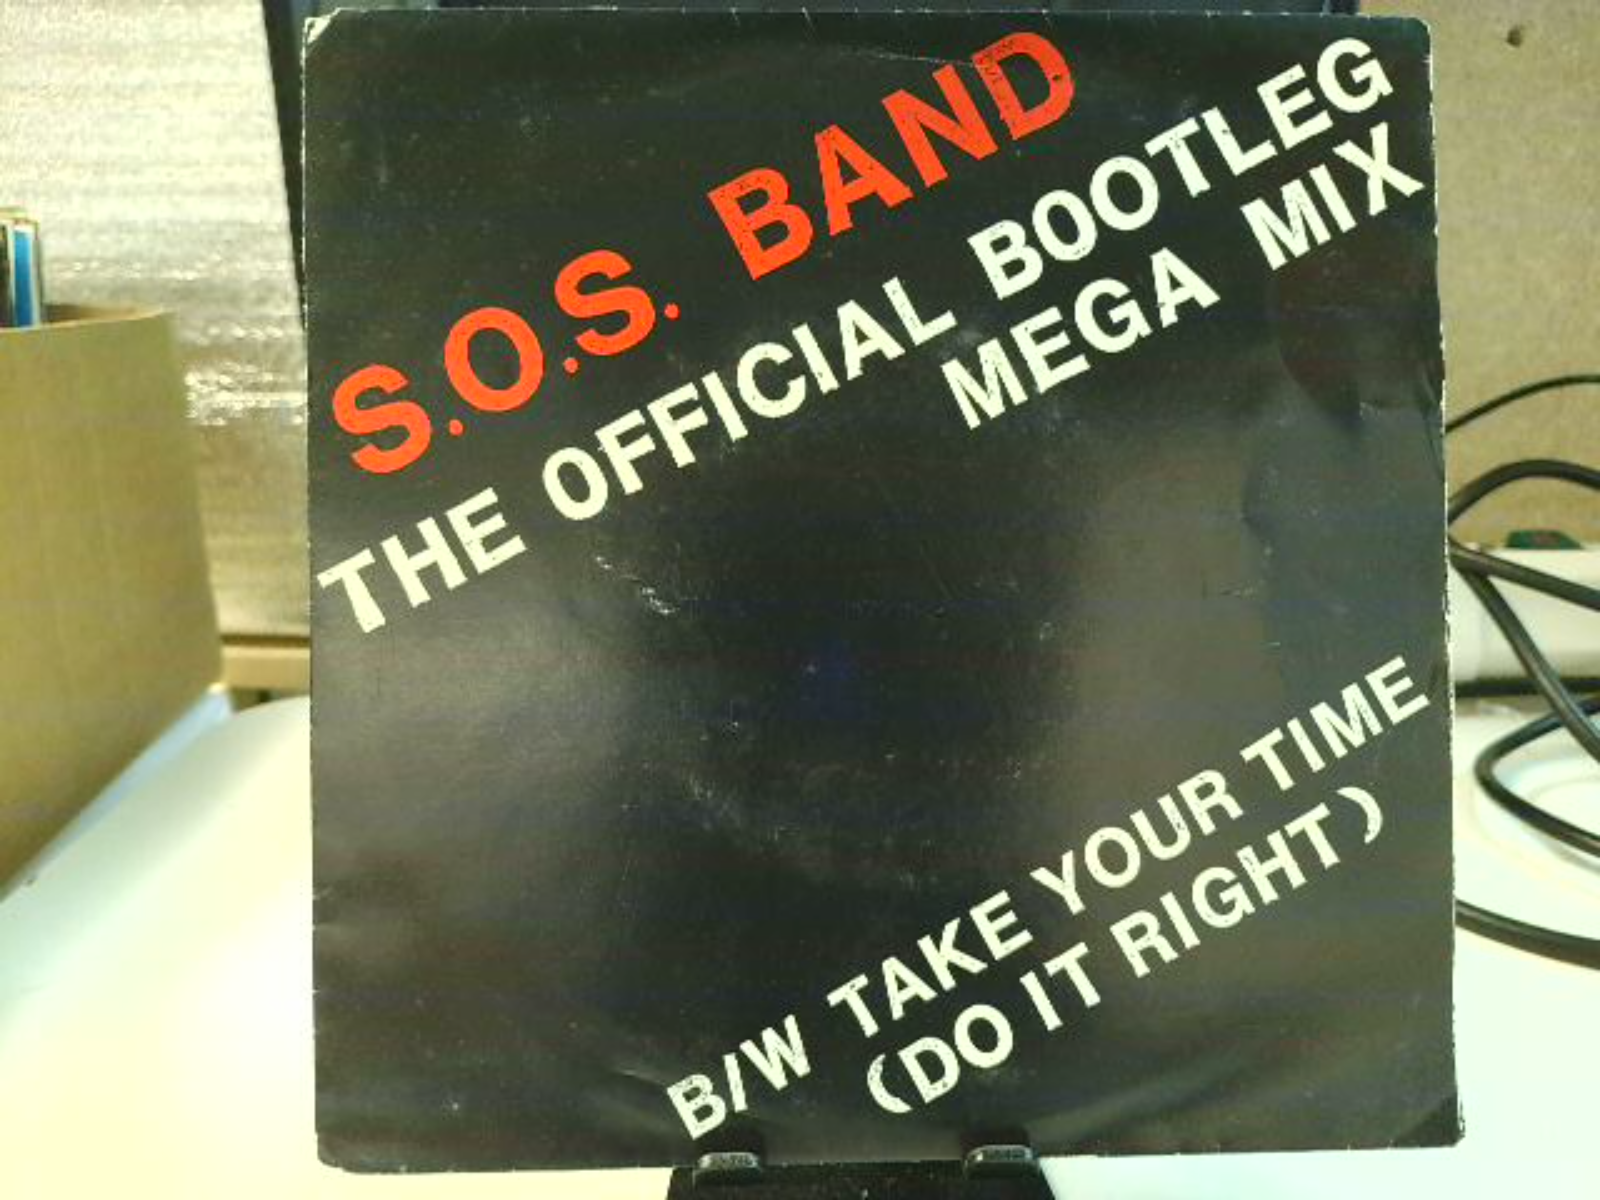 S.O.S. BAND
THE OFFICIAL BOOTLEG
MEGA MIX
B/W TAKE YOUR TIME
(DO IT RIGHT)